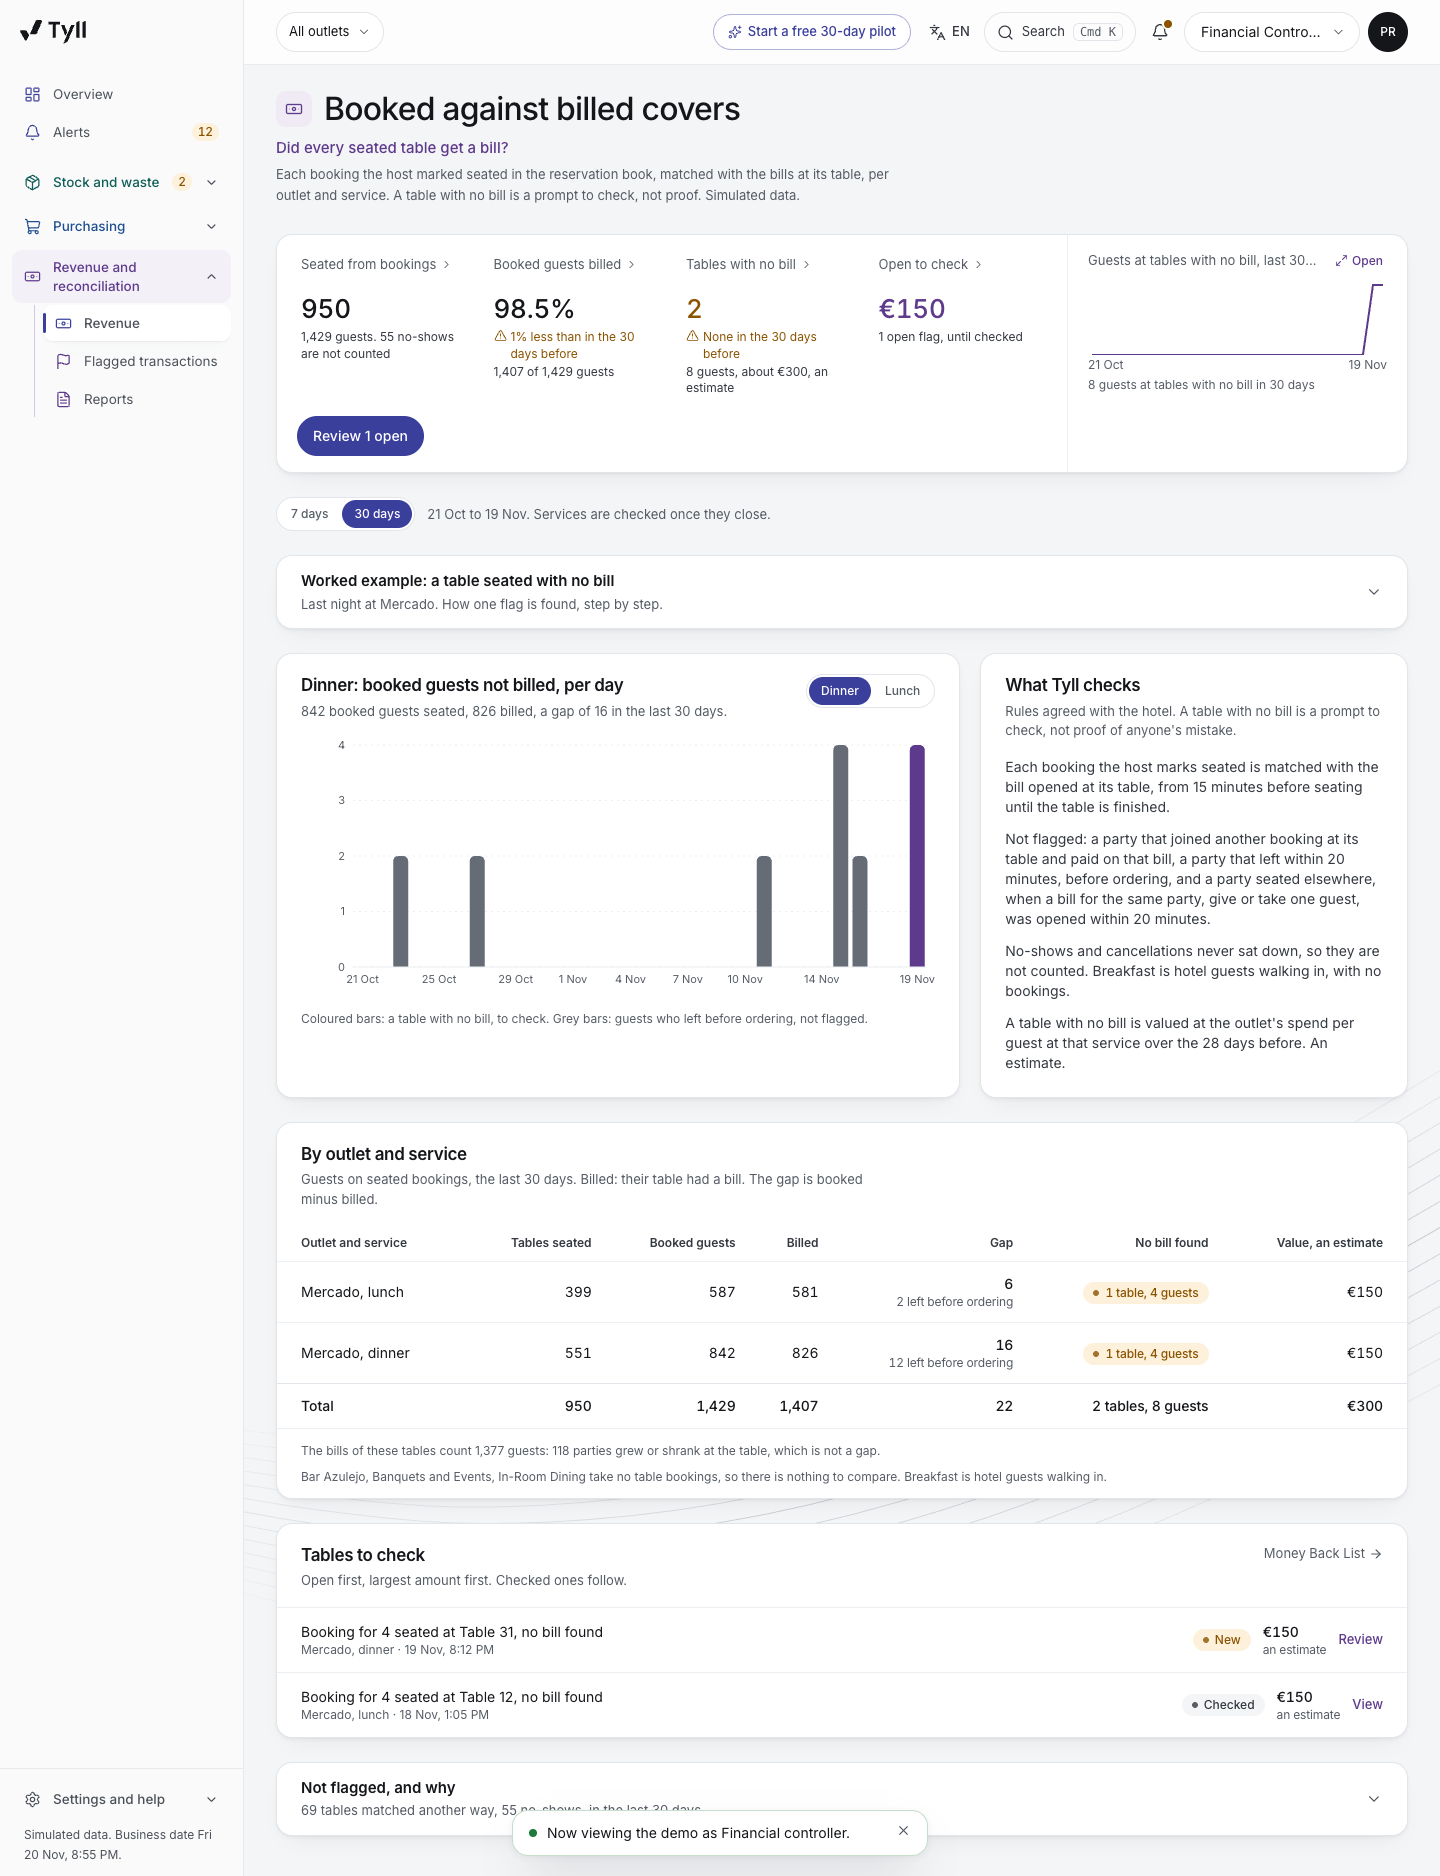 Tyll
Overview
Alerts 12
Stock and waste 2
Purchasing
Revenue and
reconciliation
Revenue
Flagged transactions
Reports
Settings and help
Simulated data. Business date Fri
20 Nov, 8:55 PM.
All outlets
Start a free 30-day pilot
EN
Search Cmd K
Financial Contro...
PR
Booked against billed covers
Did every seated table get a bill?
Each booking the host marked seated in the reservation book, matched with the bills at its table, per
outlet and service. A table with no bill is a prompt to check, not proof. Simulated data.
Seated from bookings
950
1,429 guests. 55 no-shows
are not counted
Booked guests billed
98.5%
1% less than in the 30
days before
1,407 of 1,429 guests
Tables with no bill
2
None in the 30 days
before
8 guests, about €300, an
estimate
Open to check
€150
1 open flag, until checked
Review 1 open
Guests at tables with no bill, last 30...
Open
21 Oct 19 Nov
8 guests at tables with no bill in 30 days
7 days 30 days
21 Oct to 19 Nov. Services are checked once they close.
Worked example: a table seated with no bill
Last night at Mercado. How one flag is found, step by step.
Dinner: booked guests not billed, per day
842 booked guests seated, 826 billed, a gap of 16 in the last 30 days.
Dinner Lunch
4
3
2
1
0
21 Oct 25 Oct 29 Oct 1 Nov 4 Nov 7 Nov 10 Nov 14 Nov 19 Nov
Coloured bars: a table with no bill, to check. Grey bars: guests who left before ordering, not flagged.
What Tyll checks
Rules agreed with the hotel. A table with no bill is a prompt to
check, not proof of anyone's mistake.
Each booking the host marks seated is matched with the
bill opened at its table, from 15 minutes before seating
until the table is finished.
Not flagged: a party that joined another booking at its
table and paid on that bill, a party that left within 20
minutes, before ordering, and a party seated elsewhere,
when a bill for the same party, give or take one guest,
was opened within 20 minutes.
No-shows and cancellations never sat down, so they are
not counted. Breakfast is hotel guests walking in, with no
bookings.
A table with no bill is valued at the outlet's spend per
guest at that service over the 28 days before. An
estimate.
By outlet and service
Guests on seated bookings, the last 30 days. Billed: their table had a bill. The gap is booked
minus billed.
Outlet and service Tables seated Booked guests Billed Gap No bill found Value, an estimate
Mercado, lunch 399 587 581 6 1 table, 4 guests €150
2 left before ordering
Mercado, dinner 551 842 826 16 1 table, 4 guests €150
12 left before ordering
Total 950 1,429 1,407 22 2 tables, 8 guests €300
The bills of these tables count 1,377 guests: 118 parties grew or shrank at the table, which is not a gap.
Bar Azulejo, Banquets and Events, In-Room Dining take no table bookings, so there is nothing to compare. Breakfast is hotel guests walking in.
Tables to check
Money Back List
Open first, largest amount first. Checked ones follow.
Booking for 4 seated at Table 31, no bill found
Mercado, dinner · 19 Nov, 8:12 PM
New €150 Review
an estimate
Booking for 4 seated at Table 12, no bill found
Mercado, lunch · 18 Nov, 1:05 PM
Checked €150 View
an estimate
Not flagged, and why
69 tables matched another way, 55 no-shows, in the last 30 days.
Now viewing the demo as Financial controller.